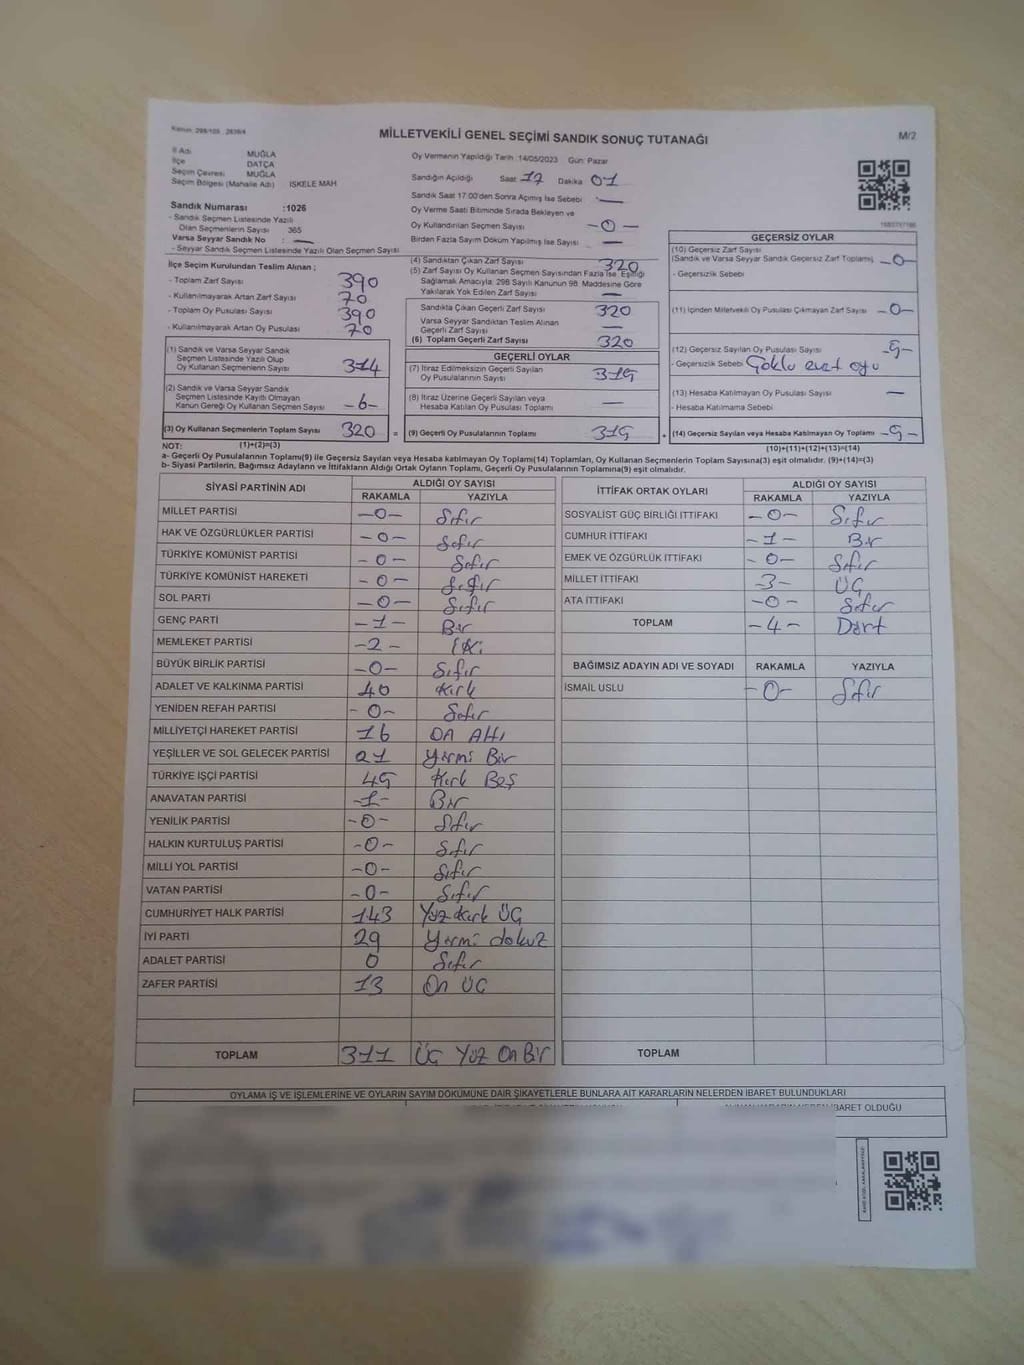 Kanun: 298/105 , 2839/4
MİLLETVEKİLİ GENEL SEÇİMİ SANDIK SONUÇ TUTANAĞI
M/2
İl Adı MUĞLA
İlçe DATÇA
Seçim Çevresi MUĞLA
Seçim Bölgesi (Mahalle Adı) ISKELE MAH
Sandık Numarası :1026
- Sandık Seçmen Listesinde Yazılı
Olan Seçmenlerin Sayısı 365
Varsa Seyyar Sandık No : —
- Seyyar Sandık Seçmen Listesinde Yazılı Olan Seçmen Sayısı
Oy Vermenin Yapıldığı Tarih :14/05/2023 Gün: Pazar
Sandığın Açıldığı Saat 17 Dakika 01
Sandık Saat 17:00'den Sonra Açılmış İse Sebebi —
Oy Verme Saati Bitiminde Sırada Bekleyen ve
Oy Kullandırılan Seçmen Sayısı -0-
Birden Fazla Sayım Döküm Yapılmış İse Sayısı —
İlçe Seçim Kurulundan Teslim Alınan ;
- Toplam Zarf Sayısı 390
- Kullanılmayarak Artan Zarf Sayısı 70
- Toplam Oy Pusulası Sayısı 390
- Kullanılmayarak Artan Oy Pusulası 70
(1) Sandık ve Varsa Seyyar Sandık
Seçmen Listesinde Yazılı Olup
Oy Kullanan Seçmenlerin Sayısı 314
(2) Sandık ve Varsa Seyyar Sandık
Seçmen Listesinde Kayıtlı Olmayan
Kanun Gereği Oy Kullanan Seçmen Sayısı -6-
(3) Oy Kullanan Seçmenlerin Toplam Sayısı 320 =
(4) Sandıktan Çıkan Zarf Sayısı 320
(5) Zarf Sayısı Oy Kullanan Seçmen Sayısından Fazla İse, Eşitliği
Sağlamak Amacıyla; 298 Sayılı Kanunun 98. Maddesine Göre
Yakılarak Yok Edilen Zarf Sayısı —
Sandıkta Çıkan Geçerli Zarf Sayısı 320
Varsa Seyyar Sandıktan Teslim Alınan
Geçerli Zarf Sayısı —
(6) Toplam Geçerli Zarf Sayısı 320
GEÇERLİ OYLAR
(7) İtiraz Edilmeksizin Geçerli Sayılan
Oy Pusulalarının Sayısı 315
(8) İtiraz Üzerine Geçerli Sayılan veya
Hesaba Katılan Oy Pusulası Toplamı —
(9) Geçerli Oy Pusulalarının Toplamı 315 +
GEÇERSİZ OYLAR
(10) Geçersiz Zarf Sayısı
(Sandık ve Varsa Seyyar Sandık Geçersiz Zarf Toplamı) -0-
- Geçersizlik Sebebi
(11) İçinden Milletvekili Oy Pusulası Çıkmayan Zarf Sayısı -0-
(12) Geçersiz Sayılan Oy Pusulası Sayısı -5-
- Geçersizlik Sebebi Çoklu evet oyu
(13) Hesaba Katılmayan Oy Pusulası Sayısı —
- Hesaba Katılmama Sebebi
(14) Geçersiz Sayılan veya Hesaba Katılmayan Oy Toplamı -5-
NOT: (1)+(2)=(3)
(10)+(11)+(12)+(13)=(14)
a- Geçerli Oy Pusulalarının Toplamı(9) ile Geçersiz Sayılan veya Hesaba katılmayan Oy Toplamı(14) Toplamları, Oy Kullanan Seçmenlerin Toplam Sayısına(3) eşit olmalıdır. (9)+(14)=(3)
b- Siyasi Partilerin, Bağımsız Adayların ve İttifakların Aldığı Ortak Oyların Toplamı, Geçerli Oy Pusulalarının Toplamına(9) eşit olmalıdır.
SİYASİ PARTİNİN ADI ALDIĞI OY SAYISI
RAKAMLA YAZIYLA
MİLLET PARTİSİ -0- Sıfır
HAK VE ÖZGÜRLÜKLER PARTİSİ -0- Sıfır
TÜRKİYE KOMÜNİST PARTİSİ -0- Sıfır
TÜRKİYE KOMÜNİST HAREKETİ -0- Sıfır
SOL PARTİ -0- Sıfır
GENÇ PARTİ -1- Bir
MEMLEKET PARTİSİ -2- İki
BÜYÜK BİRLİK PARTİSİ -0- Sıfır
ADALET VE KALKINMA PARTİSİ 40 Kırk
YENİDEN REFAH PARTİSİ -0- Sıfır
MİLLİYETÇİ HAREKET PARTİSİ 16 On Altı
YEŞİLLER VE SOL GELECEK PARTİSİ 21 Yirmi Bir
TÜRKİYE İŞÇİ PARTİSİ 45 Kırk Beş
ANAVATAN PARTİSİ -1- Bir
YENİLİK PARTİSİ -0- Sıfır
HALKIN KURTULUŞ PARTİSİ -0- Sıfır
MİLLİ YOL PARTİSİ -0- Sıfır
VATAN PARTİSİ -0- Sıfır
CUMHURİYET HALK PARTİSİ 143 Yüz Kırk Üç
İYİ PARTİ 29 Yirmi dokuz
ADALET PARTİSİ 0 Sıfır
ZAFER PARTİSİ 13 On Üç
TOPLAM 311 Üç Yüz On Bir
İTTİFAK ORTAK OYLARI ALDIĞI OY SAYISI
RAKAMLA YAZIYLA
SOSYALIST GÜÇ BİRLİĞİ İTTİFAKI -0- Sıfır
CUMHUR İTTİFAKI -1- Bir
EMEK VE ÖZGÜRLÜK İTTİFAKI -0- Sıfır
MİLLET İTTİFAKI -3- Üç
ATA İTTİFAKI -0- Sıfır
TOPLAM -4- Dört
BAĞIMSIZ ADAYIN ADI VE SOYADI RAKAMLA YAZIYLA
İSMAİL USLU -0- Sıfır
TOPLAM
OYLAMA İŞ VE İŞLEMLERİNE VE OYLARIN SAYIM DÖKÜMÜNE DAİR ŞİKAYETLERLE BUNLARA AİT KARARLARIN NELERDEN İBARET BULUNDUKLARI
İBARET OLDUĞU